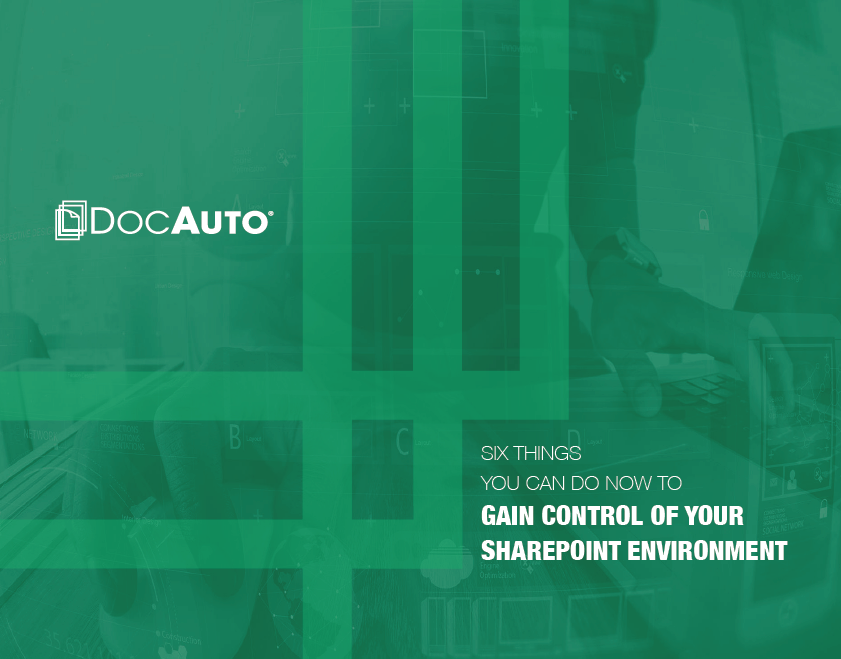 DOCAUTO®
SIX THINGS
YOU CAN DO NOW TO
GAIN CONTROL OF YOUR
SHAREPOINT ENVIRONMENT
B
C
D